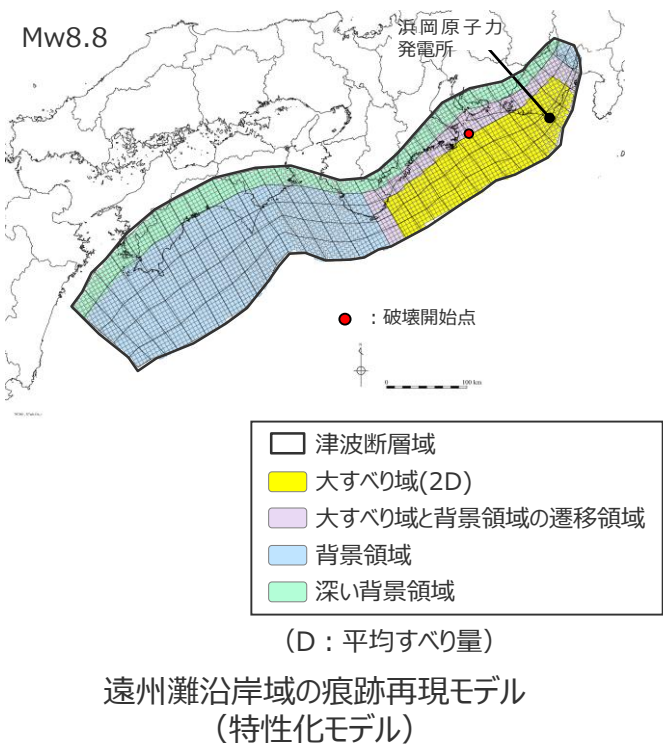 Mw8.8
浜岡原子力
発電所
：破壊開始点
0 100 km
津波断層域
大すべり域(2D)
大すべり域と背景領域の遷移領域
背景領域
深い背景領域
（D：平均すべり量）
遠州灘沿岸域の痕跡再現モデル
（特性化モデル）